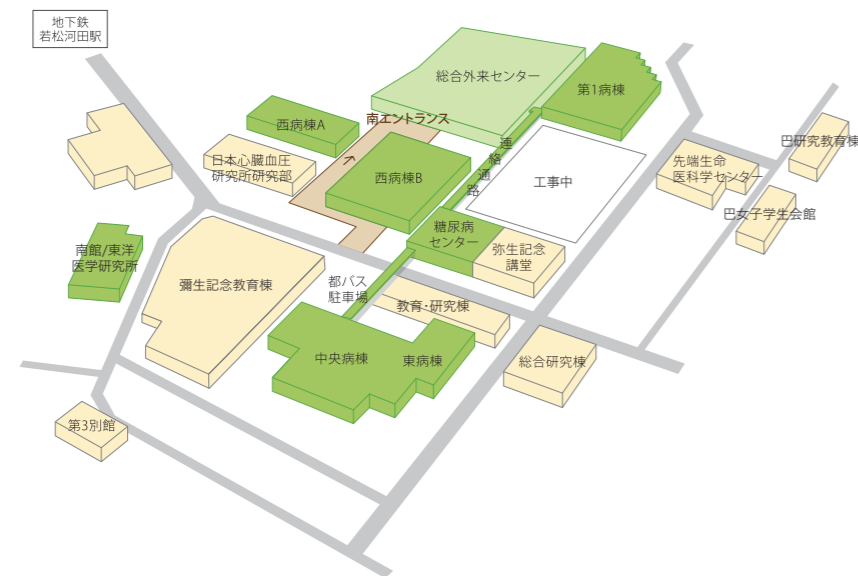 地下鉄
若松河田駅
総合外来センター
第1病棟
西病棟A
南エントランス
連絡通路
日本心臓血圧
研究所研究部
西病棟B
工事中
先端生命
医科学センター
巴研究教育棟
巴女子学生会館
糖尿病
センター
弥生記念
講堂
南館/東洋
医学研究所
彌生記念教育棟
都バス
駐車場
教育・研究棟
中央病棟
東病棟
総合研究棟
第3別館